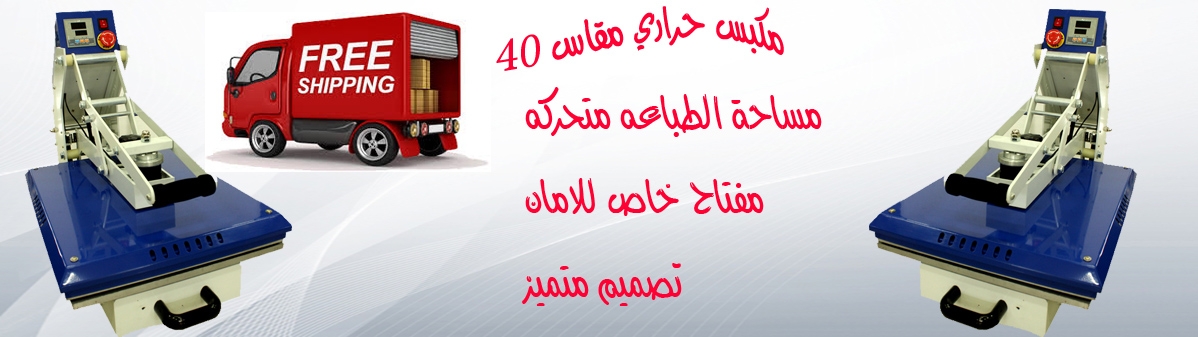 FREE
SHIPPING
مكبس حراري مقاس 40
مساحة الطباعه متحركه
مفتاح خاص للامان
تصميم متميز